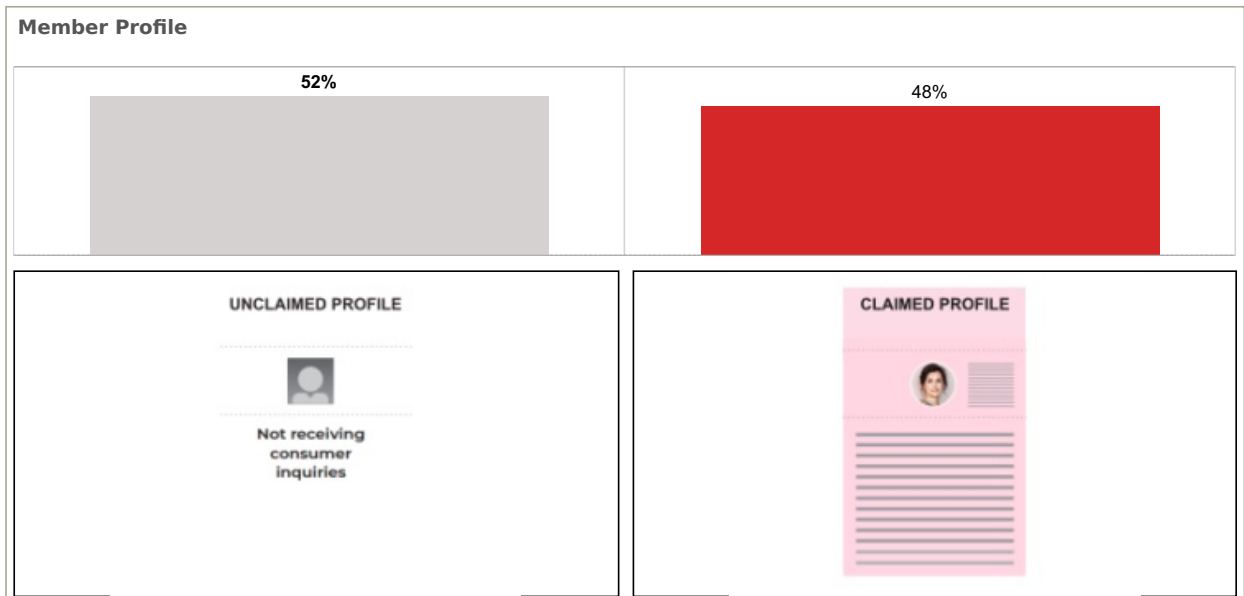 Member Profile
52%
48%
UNCLAIMED PROFILE
Not receiving
consumer
inquiries
CLAIMED PROFILE